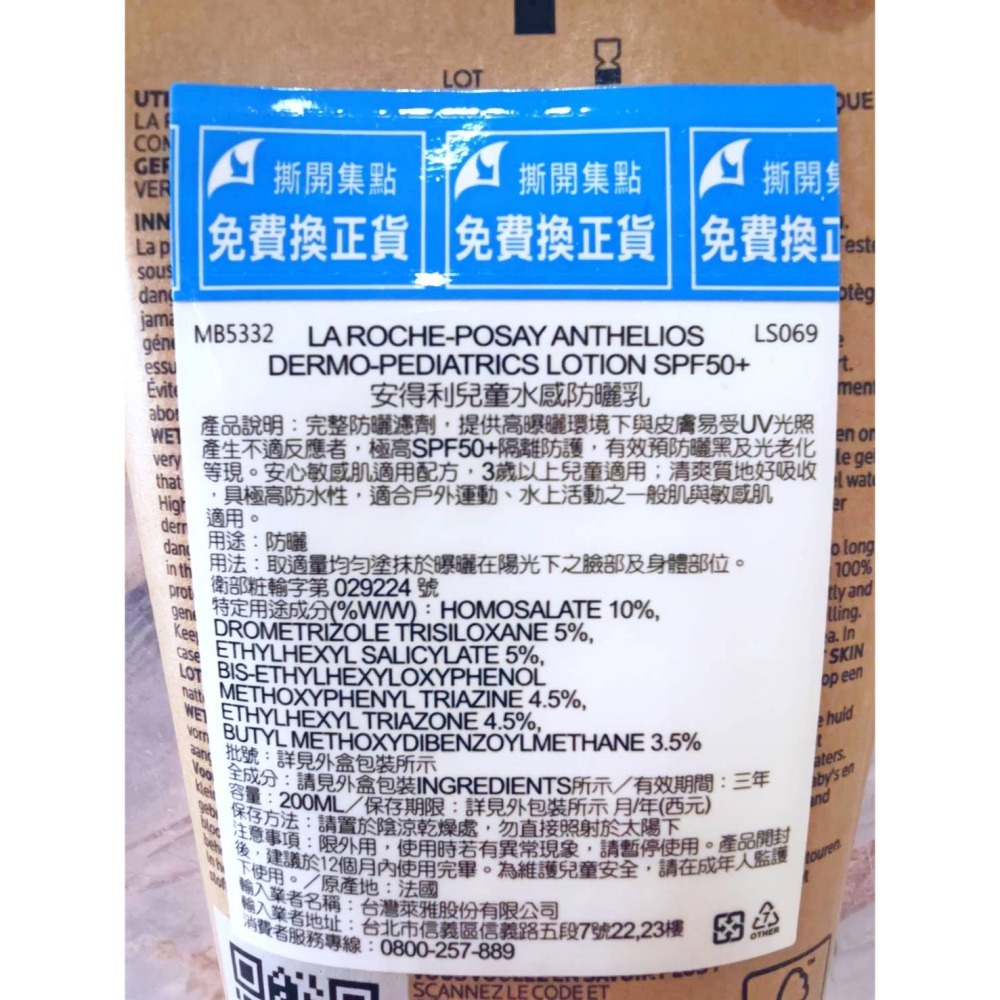 LOT
撕開集點 撕開集點 撕開
免費換正貨 免費換正貨 免費換正
MB5332 LA ROCHE-POSAY ANTHELIOS LS069
DERMO-PEDIATRICS LOTION SPF50+
安得利兒童水感防曬乳
產品說明：完整防曬濾劑，提供高曝曬環境下與皮膚易受UV光照
產生不適反應者，極高SPF50+隔離防護，有效預防曬黑及光老化
等現。安心敏感肌適用配方，3歲以上兒童適用；清爽質地好吸收
，具極高防水性，適合戶外運動、水上活動之一般肌與敏感肌
適用。
用途：防曬
用法：取適量均勻塗抹於曝曬在陽光下之臉部及身體部位。
衛部粧輸字第 029224 號
特定用途成分(%W/W)：HOMOSALATE 10%,
DROMETRIZOLE TRISILOXANE 5%,
ETHYLHEXYL SALICYLATE 5%,
BIS-ETHYLHEXYLOXYPHENOL
METHOXYPHENYL TRIAZINE 4.5%,
ETHYLHEXYL TRIAZONE 4.5%,
BUTYL METHOXYDIBENZOYLMETHANE 3.5%
批號：詳見外盒包裝所示
全成分：請見外盒包裝INGREDIENTS所示／有效期間：三年
容量：200ML／保存期限：詳見外包裝所示 月/年(西元)
保存方法：請置於陰涼乾燥處，勿直接照射於太陽下
注意事項：限外用，使用時若有異常現象，請暫停使用。產品開封
後，建議於12個月內使用完畢。為維護兒童安全，請在成年人監護
下使用。／原產地：法國
輸入業者名稱：台灣萊雅股份有限公司
輸入業者地址：台北市信義區信義路五段7號22,23樓
消費者服務專線：0800-257-889
7
OTHER
SCANNEZ LE CODE ET